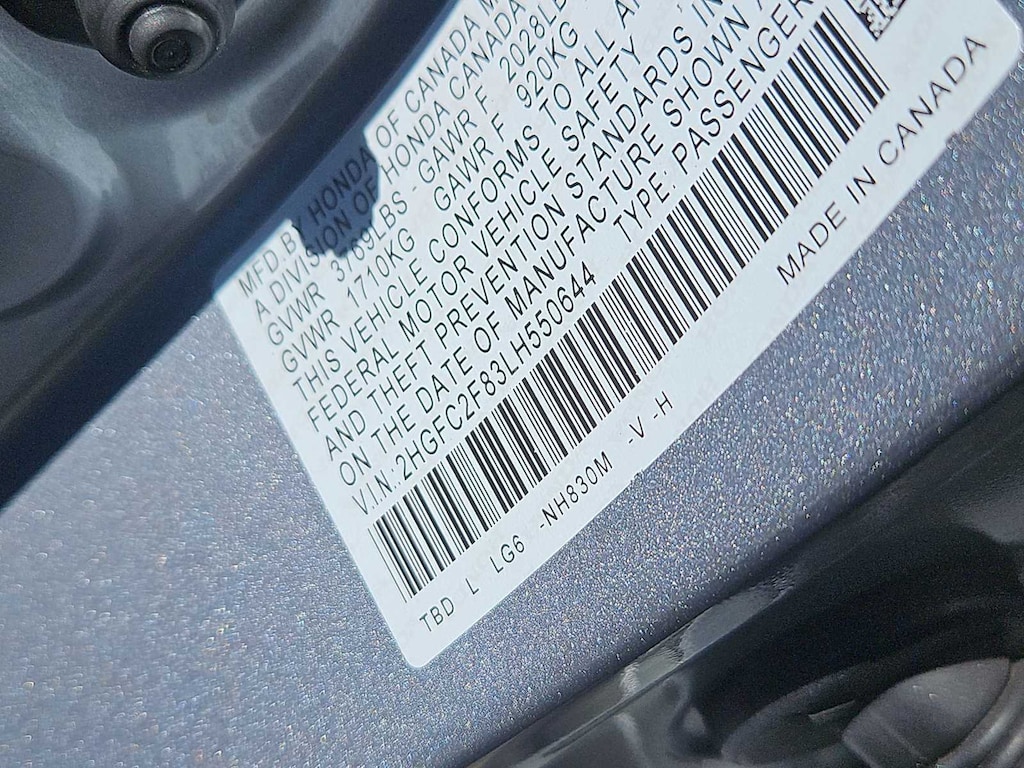 MFD. BY HONDA OF CANADA
A DIVISION OF HONDA CANADA
GVWR 3769LBS - GAWR F 2028LB
GVWR 1710KG GAWR F 920KG
THIS VEHICLE CONFORMS TO ALL
FEDERAL MOTOR VEHICLE SAFETY
AND THEFT PREVENTION STANDARDS IN
ON THE DATE OF MANUFACTURE SHOWN
V.I.N.:2HGFC2F83LH550644 TYPE: PASSENGER
TBD L LG6 -NH830M -V -H
MADE IN CANADA